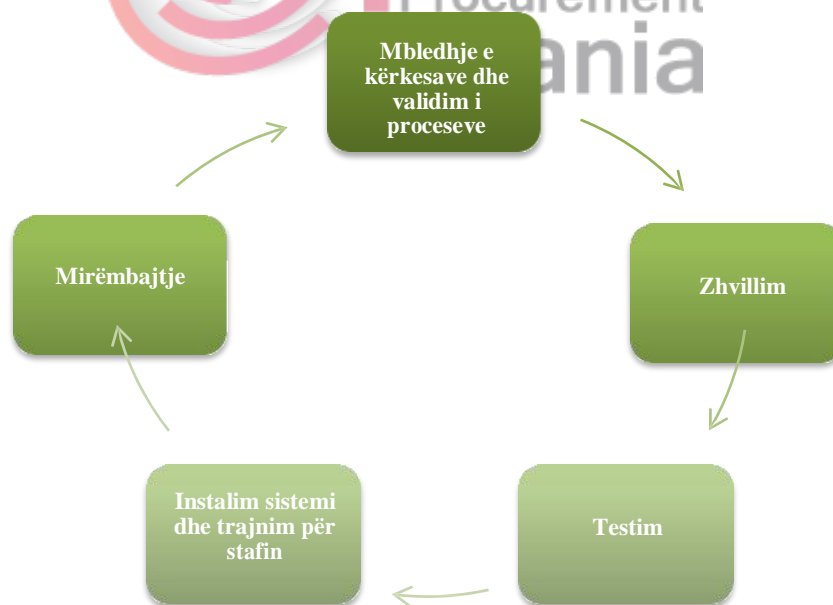 Procurement
ania
Mbledhje e
kërkesave dhe
validim i
proceseve
Mirëmbajtje
Zhvillim
Instalim sistemi
dhe trajnim për
stafin
Testim